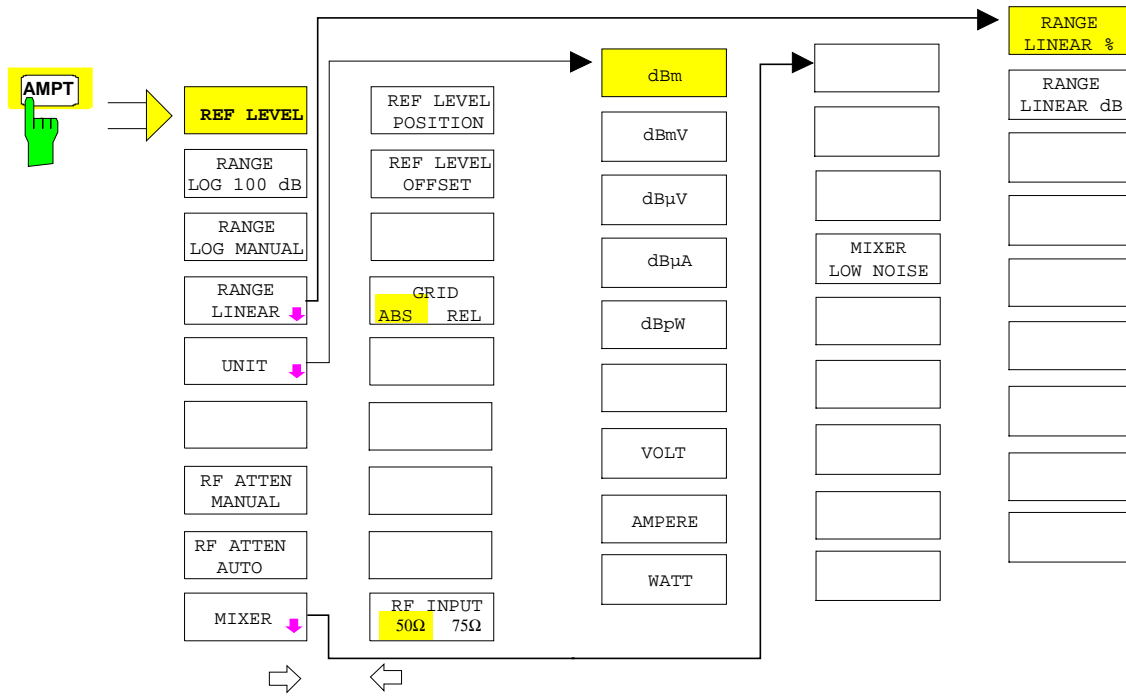 AMPT
REF LEVEL
RANGE
LOG 100 dB
RANGE
LOG MANUAL
RANGE
LINEAR
UNIT
RF ATTEN
MANUAL
RF ATTEN
AUTO
MIXER
REF LEVEL
POSITION
REF LEVEL
OFFSET
GRID
ABS REL
RF INPUT
50Ω 75Ω
dBm
dBmV
dBµV
dBµA
dBpW
VOLT
AMPERE
WATT
MIXER
LOW NOISE
RANGE
LINEAR %
RANGE
LINEAR dB